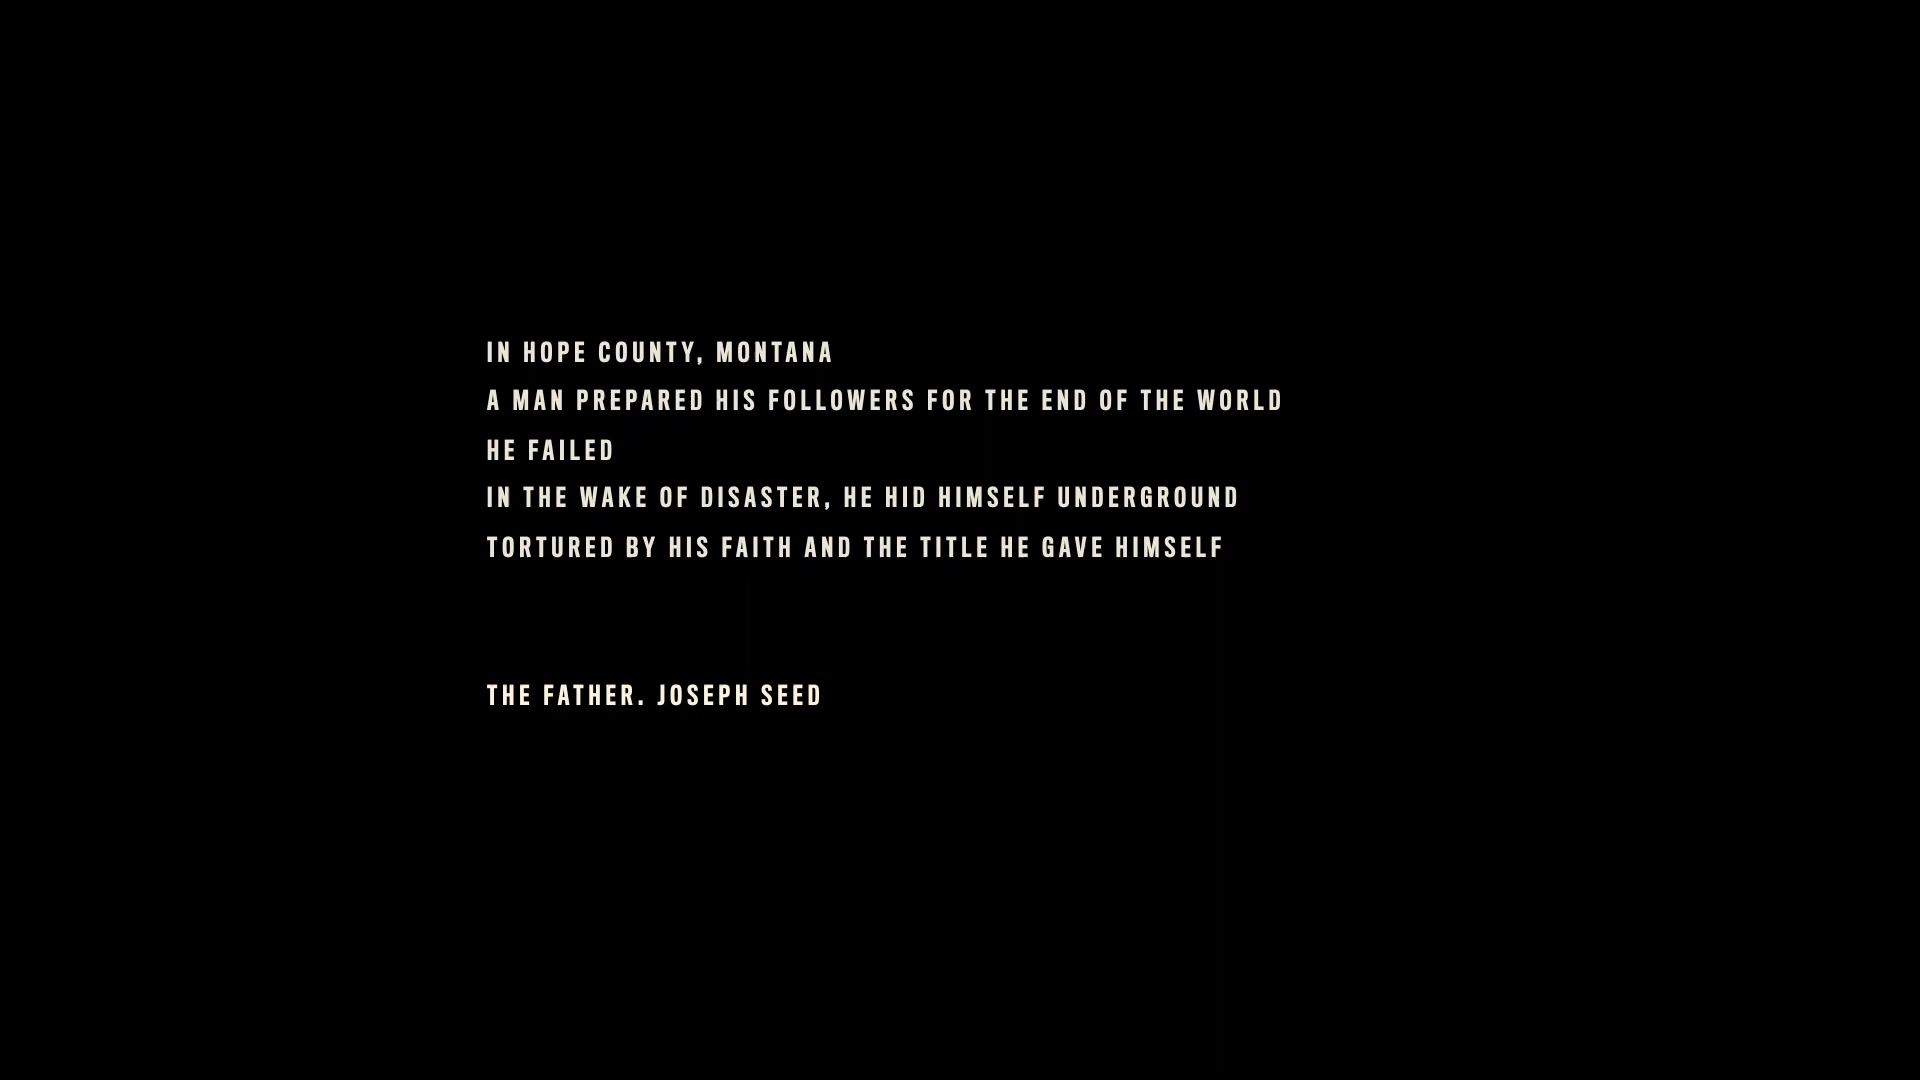 IN HOPE COUNTY, MONTANA
A MAN PREPARED HIS FOLLOWERS FOR THE END OF THE WORLD
HE FAILED
IN THE WAKE OF DISASTER, HE HID HIMSELF UNDERGROUND
TORTURED BY HIS FAITH AND THE TITLE HE GAVE HIMSELF
THE FATHER. JOSEPH SEED